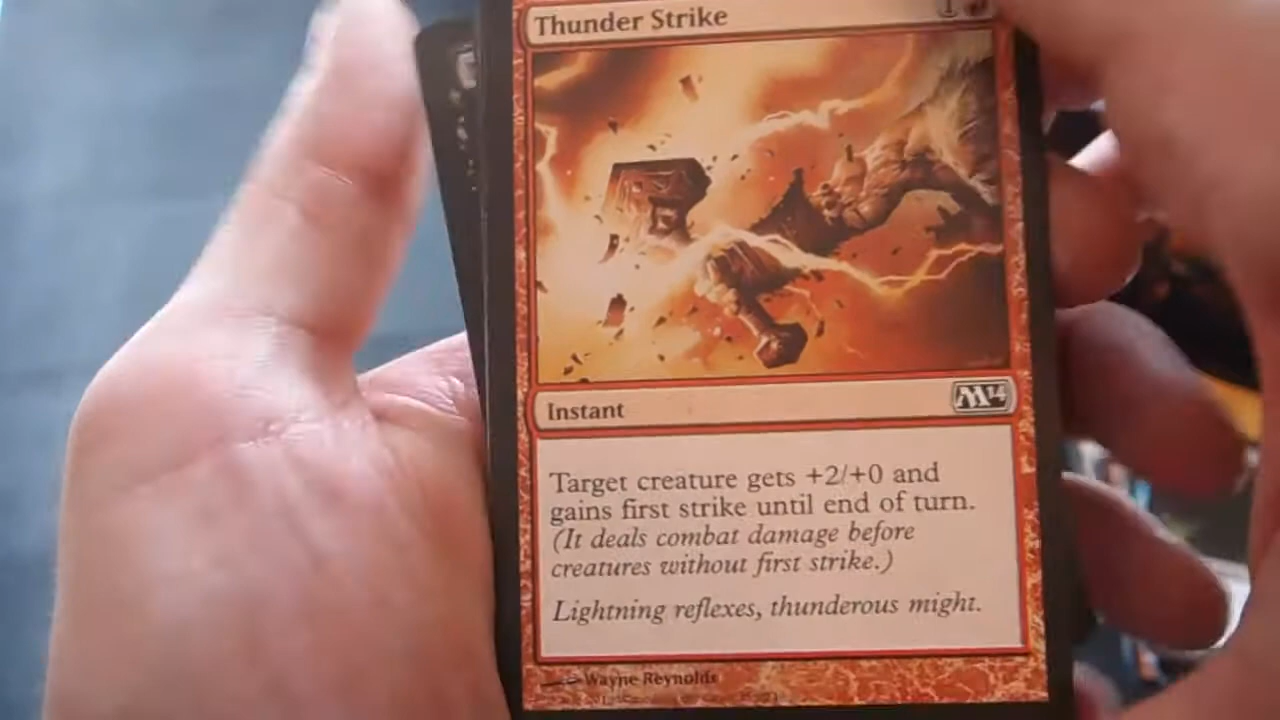 Thunder Strike
Instant
M14
Target creature gets +2/+0 and
gains first strike until end of turn.
(It deals combat damage before
creatures without first strike.)
Lightning reflexes, thunderous might.
Wayne Reynolds